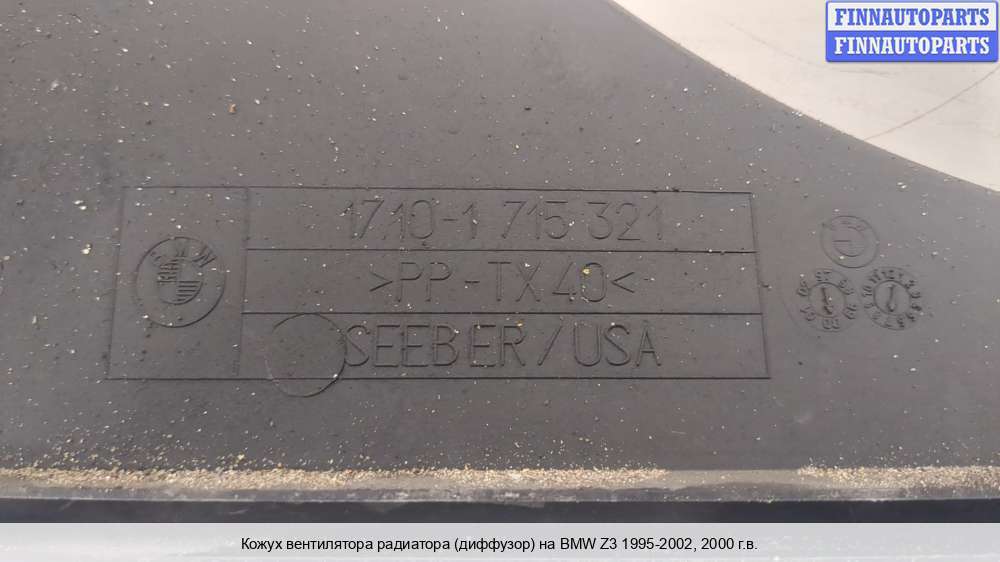 FINNAUTOPARTS
FINNAUTOPARTS
1710-1 715 321
>PP-TX40<
BMW
SEEBER/USA
Кожух вентилятора радиатора (диффузор) на BMW Z3 1995-2002, 2000 г.в.